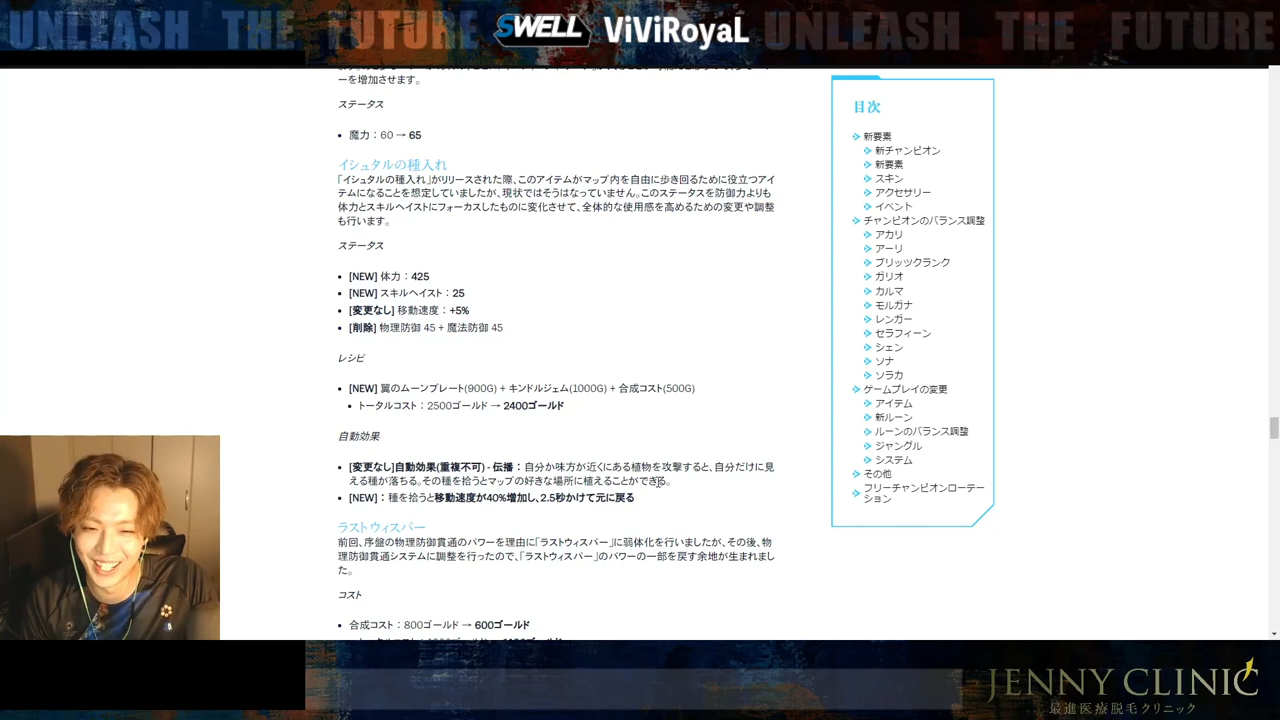 UNLEASH THE FUTURE
SWELL
ViViRoyaL
UNLEASH THE FUTURE
ーを増加させます。
ステータス
• 魔力：60 → 65
イシュタルの種入れ
「イシュタルの種入れ」がリリースされた際、このアイテムがマップ内を自由に歩き回るために役立つアイ
テムになることを想定していましたが、現状ではそうはなっていません。このステータスを防御力よりも
体力とスキルヘイストにフォーカスしたものに変化させて、全体的な使用感を高めるための変更や調整
も行います。
ステータス
• [NEW] 体力：425
• [NEW] スキルヘイスト：25
• [変更なし] 移動速度：+5%
• [削除] 物理防御 45 + 魔法防御 45
レシピ
• [NEW] 翼のムーンプレート(900G) + キンドルジェム(1000G) + 合成コスト(500G)
• トータルコスト：2500ゴールド → 2400ゴールド
自動効果
• [変更なし]自動効果(重複不可) - 伝播： 自分か味方が近くにある植物を攻撃すると、自分だけに見
える種が落ちる。その種を拾うとマップの好きな場所に植えることができる。
• [NEW]：種を拾うと移動速度が40%増加し、2.5秒かけて元に戻る
ラストウィスパー
前回、序盤の物理防御貫通のパワーを理由に「ラストウィスパー」に弱体化を行いましたが、その後、物
理防御貫通システムに調整を行ったので、「ラストウィスパー」のパワーの一部を戻す余地が生まれまし
た。
コスト
• 合成コスト：800ゴールド → 600ゴールド
目次
新要素
新チャンピオン
新要素
スキン
アクセサリー
イベント
チャンピオンのバランス調整
アカリ
アーリ
ブリッツクランク
ガリオ
カルマ
モルガナ
レンガー
セラフィーン
シェン
ソナ
ソラカ
ゲームプレイの変更
アイテム
新ルーン
ルーンのバランス調整
ジャングル
システム
その他
フリーチャンピオンローテー
ション
JENNY CLINIC
最進医療脱毛クリニック